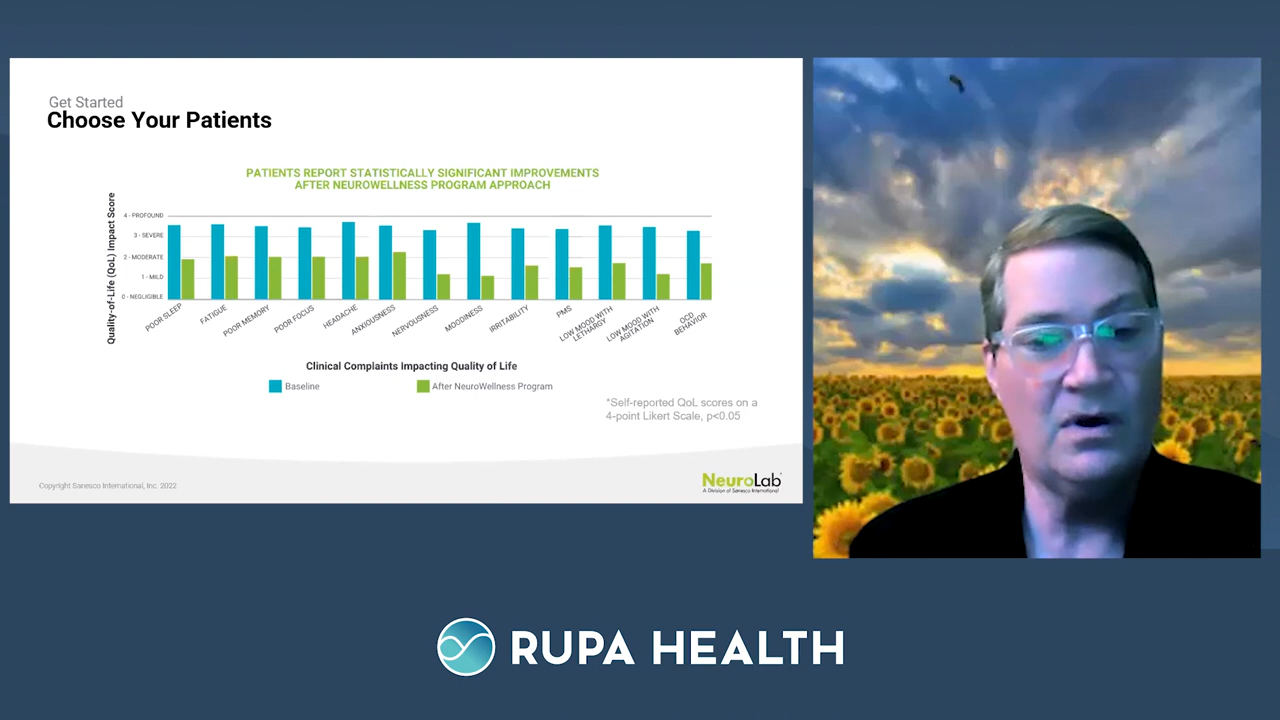 Get Started
Choose Your Patients
PATIENTS REPORT STATISTICALLY SIGNIFICANT IMPROVEMENTS
AFTER NEUROWELLNESS PROGRAM APPROACH
Quality-of-Life (QoL) Impact Score
4 - PROFOUND
3 - SEVERE
2 - MODERATE
1 - MILD
0 - NEGLIGIBLE
POOR SLEEP
FATIGUE
POOR MEMORY
POOR FOCUS
HEADACHE
ANXIOUSNESS
NERVOUSNESS
MOODINESS
IRRITABILITY
PMS
LOW MOOD WITH
LETHARGY
LOW MOOD WITH
AGITATION
OCD
BEHAVIOR
Clinical Complaints Impacting Quality of Life
Baseline
After NeuroWellness Program
*Self-reported QoL scores on a
4-point Likert Scale, p<0.05
Copyright Sanesco International, Inc. 2022
NeuroLab
A Division of Sanesco International
RUPA HEALTH